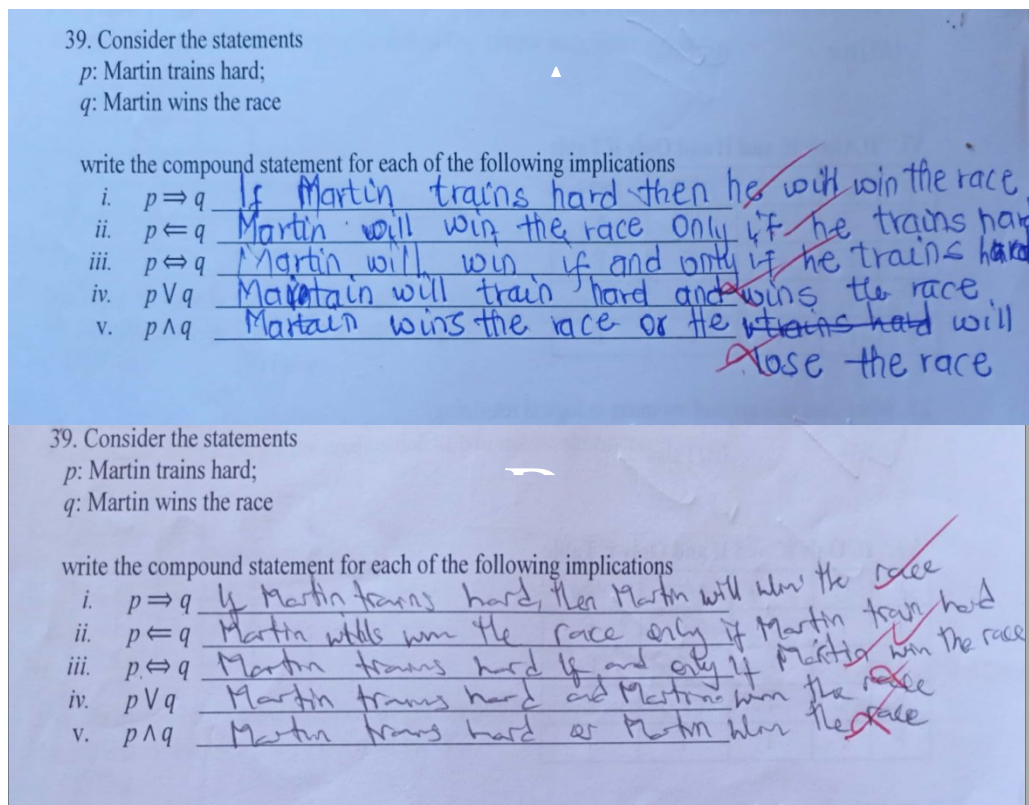 39. Consider the statements
p: Martin trains hard;
q: Martin wins the race
write the compound statement for each of the following implications
i. p⇒q If Martin trains hard then he will win the race
ii. p⇐q Martin will win the race Only if he trains har
iii. p⇔q Martin will win if and only if he trains hard
iv. p∨q Martain will train hard and wins the race
v. p∧q Martain wins the race or He trains hard will
lose the race
39. Consider the statements
p: Martin trains hard;
q: Martin wins the race
write the compound statement for each of the following implications
i. p⇒q If Martin trains hard, then Martin will win the race
ii. p⇐q Martin wills win the race only if Martin train hard
iii. p⇔q Martin trains hard If and only if Martin win the race
iv. p∨q Martin trains hard and Martin win the race
v. p∧q Martin trains hard or Martin win the race